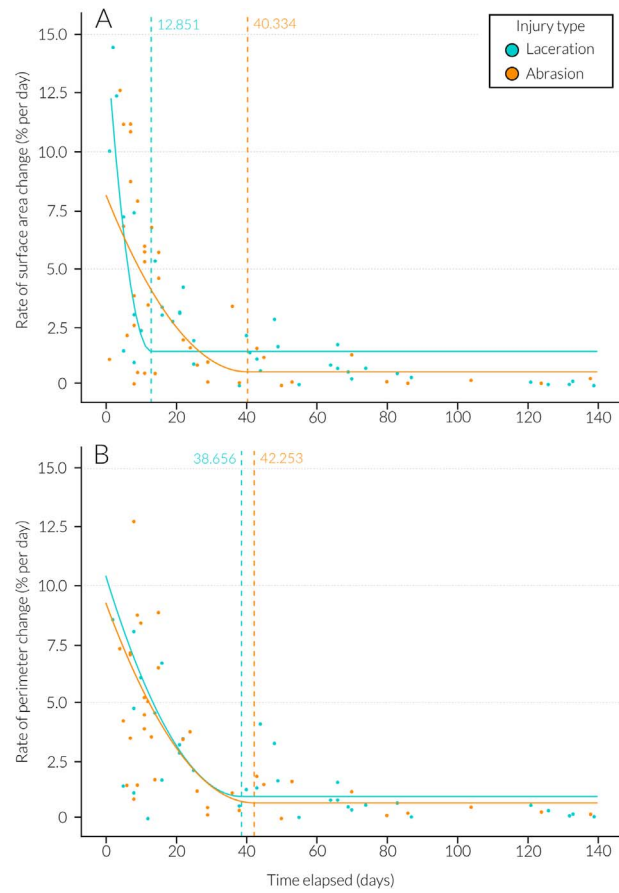 A
12.851
40.334
Injury type
Laceration
Abrasion
Rate of surface area change (% per day)
15.0
12.5
10.0
7.5
5.0
2.5
0
0 20 40 60 80 100 120 140
B
38.656
42.253
Rate of perimeter change (% per day)
15.0
12.5
10.0
7.5
5.0
2.5
0
0 20 40 60 80 100 120 140
Time elapsed (days)